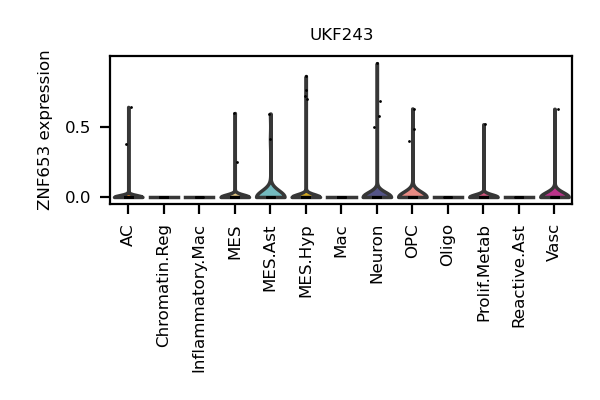 UKF243
ZNF653 expression
0.5
0.0
AC
Chromatin.Reg
Inflammatory.Mac
MES
MES.Ast
MES.Hyp
Mac
Neuron
OPC
Oligo
Prolif.Metab
Reactive.Ast
Vasc